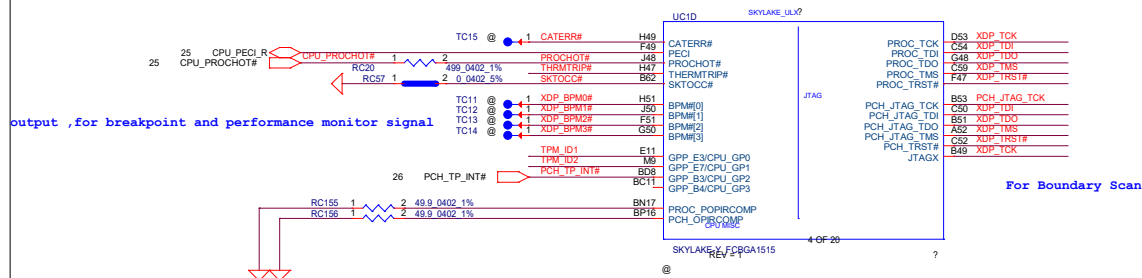 UC1D
SKYLAKE_ULX?
TC15 @ 1 CATERR# H49 CATERR#
25 CPU_PECI_R F49 PECI
25 CPU_PROCHOT# CPU_PROCHOT# 1 2 PROCHOT# J48 PROCHOT#
RC20 499_0402_1% THRMTRIP# H47 THERMTRIP#
RC57 1 2 0_0402_5% SKTOCC# B62 SKTOCC#
TC11 @ 1 XDP_BPM0# H51 BPM#[0]
TC12 @ 1 XDP_BPM1# J50 BPM#[1]
TC13 @ 1 XDP_BPM2# F51 BPM#[2]
TC14 @ 1 XDP_BPM3# G50 BPM#[3]
output ,for breakpoint and performance monitor signal
TPM_ID1 E11 GPP_E3/CPU_GP0
TPM_ID2 M9 GPP_E7/CPU_GP1
26 PCH_TP_INT# PCH_TP_INT# BD8 GPP_B3/CPU_GP2
BC11 GPP_B4/CPU_GP3
RC155 1 2 49.9_0402_1% BN17 PROC_POPIRCOMP
RC156 1 2 49.9_0402_1% BP16 PCH_OPIRCOMP
CPU MISC
JTAG
PROC_TCK D53 XDP_TCK
PROC_TDI C54 XDP_TDI
PROC_TDO G48 XDP_TDO
PROC_TMS C59 XDP_TMS
PROC_TRST# F47 XDP_TRST#
PCH_JTAG_TCK B53 PCH_JTAG_TCK
PCH_JTAG_TDI C50 XDP_TDI
PCH_JTAG_TDO B51 XDP_TDO
PCH_JTAG_TMS A52 XDP_TMS
PCH_TRST# C52 XDP_TRST#
JTAGX B49 XDP_TCK
For Boundary Scan
4 OF 20
SKYLAKE-Y_FCBGA1515
REV = 1 ?
@